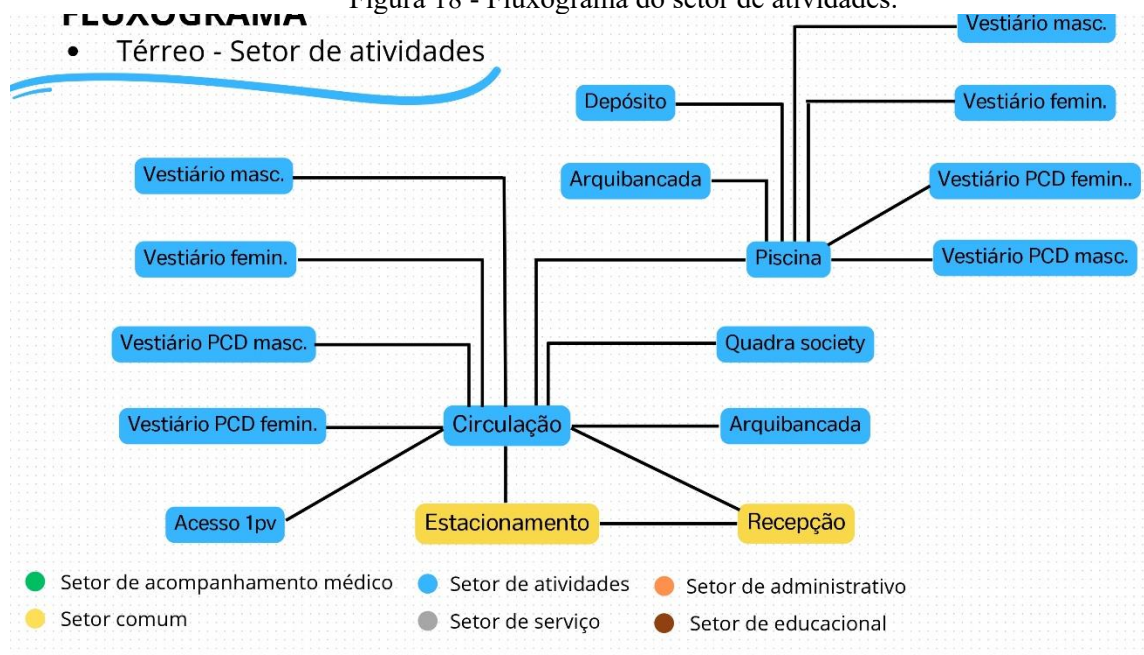 Figura 18 - Fluxograma do setor de atividades.
FLUXOGRAMA
• Térreo - Setor de atividades
Vestiário masc.
Depósito
Vestiário femin.
Vestiário masc.
Arquibancada
Vestiário PCD femin..
Vestiário femin.
Piscina
Vestiário PCD masc.
Vestiário PCD masc.
Quadra society
Vestiário PCD femin.
Circulação
Arquibancada
Acesso 1pv
Estacionamento
Recepção
Setor de acompanhamento médico
Setor de atividades
Setor de administrativo
Setor comum
Setor de serviço
Setor de educacional